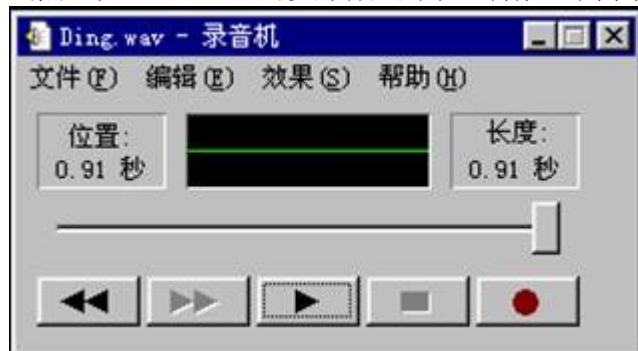 Ding.wav - 录音机
文件(F) 编辑(E) 效果(S) 帮助(H)
位置:
0.91 秒
长度:
0.91 秒